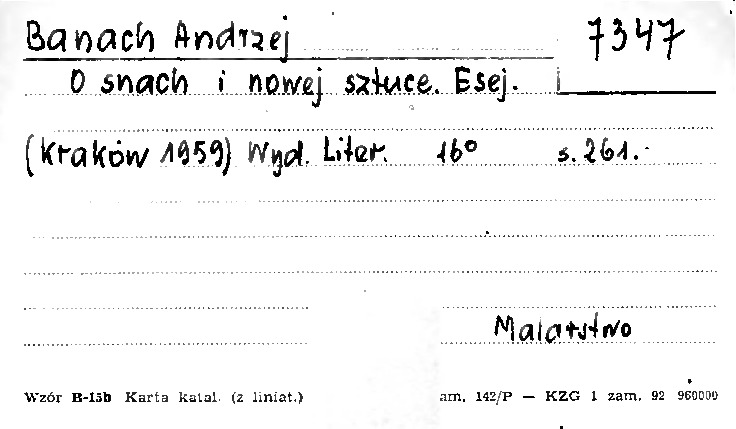 Banach Andrzej 7347
O snach i nowej sztuce. Esej.
(Kraków 1959) Wyd. Liter. 16° s. 261.-
Malarstwo
Wzór B-15b Karta katal. (z liniat.) am. 142/P — KZG 1 zam. 92 960000